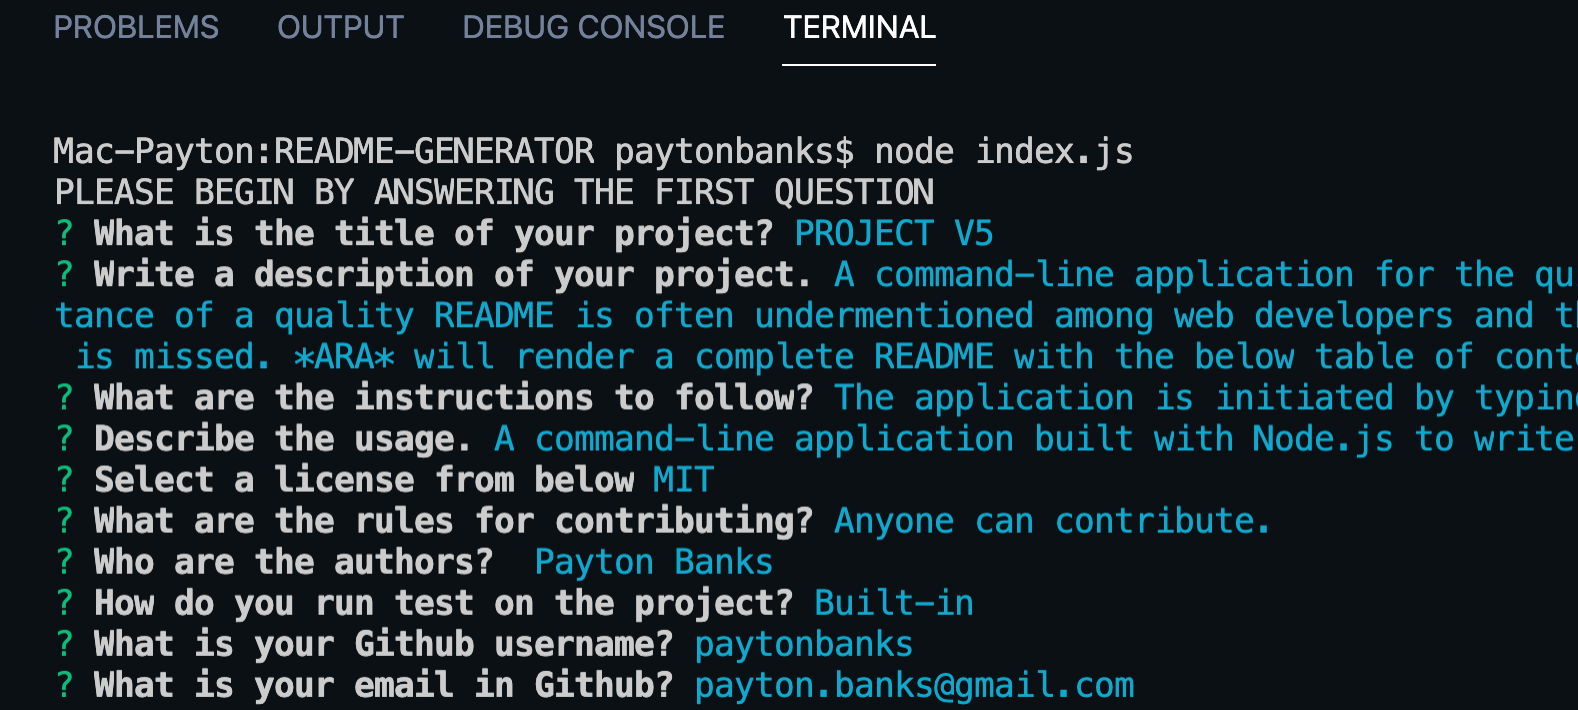 PROBLEMS OUTPUT DEBUG CONSOLE TERMINAL
Mac-Payton:README-GENERATOR paytonbanks$ node index.js
PLEASE BEGIN BY ANSWERING THE FIRST QUESTION
? What is the title of your project? PROJECT V5
? Write a description of your project. A command-line application for the qu
tance of a quality README is often undermentioned among web developers and th
is missed. *ARA* will render a complete README with the below table of conte
? What are the instructions to follow? The application is initiated by typing
? Describe the usage. A command-line application built with Node.js to write
? Select a license from below MIT
? What are the rules for contributing? Anyone can contribute.
? Who are the authors?  Payton Banks
? How do you run test on the project? Built-in
? What is your Github username? paytonbanks
? What is your email in Github? payton.banks@gmail.com